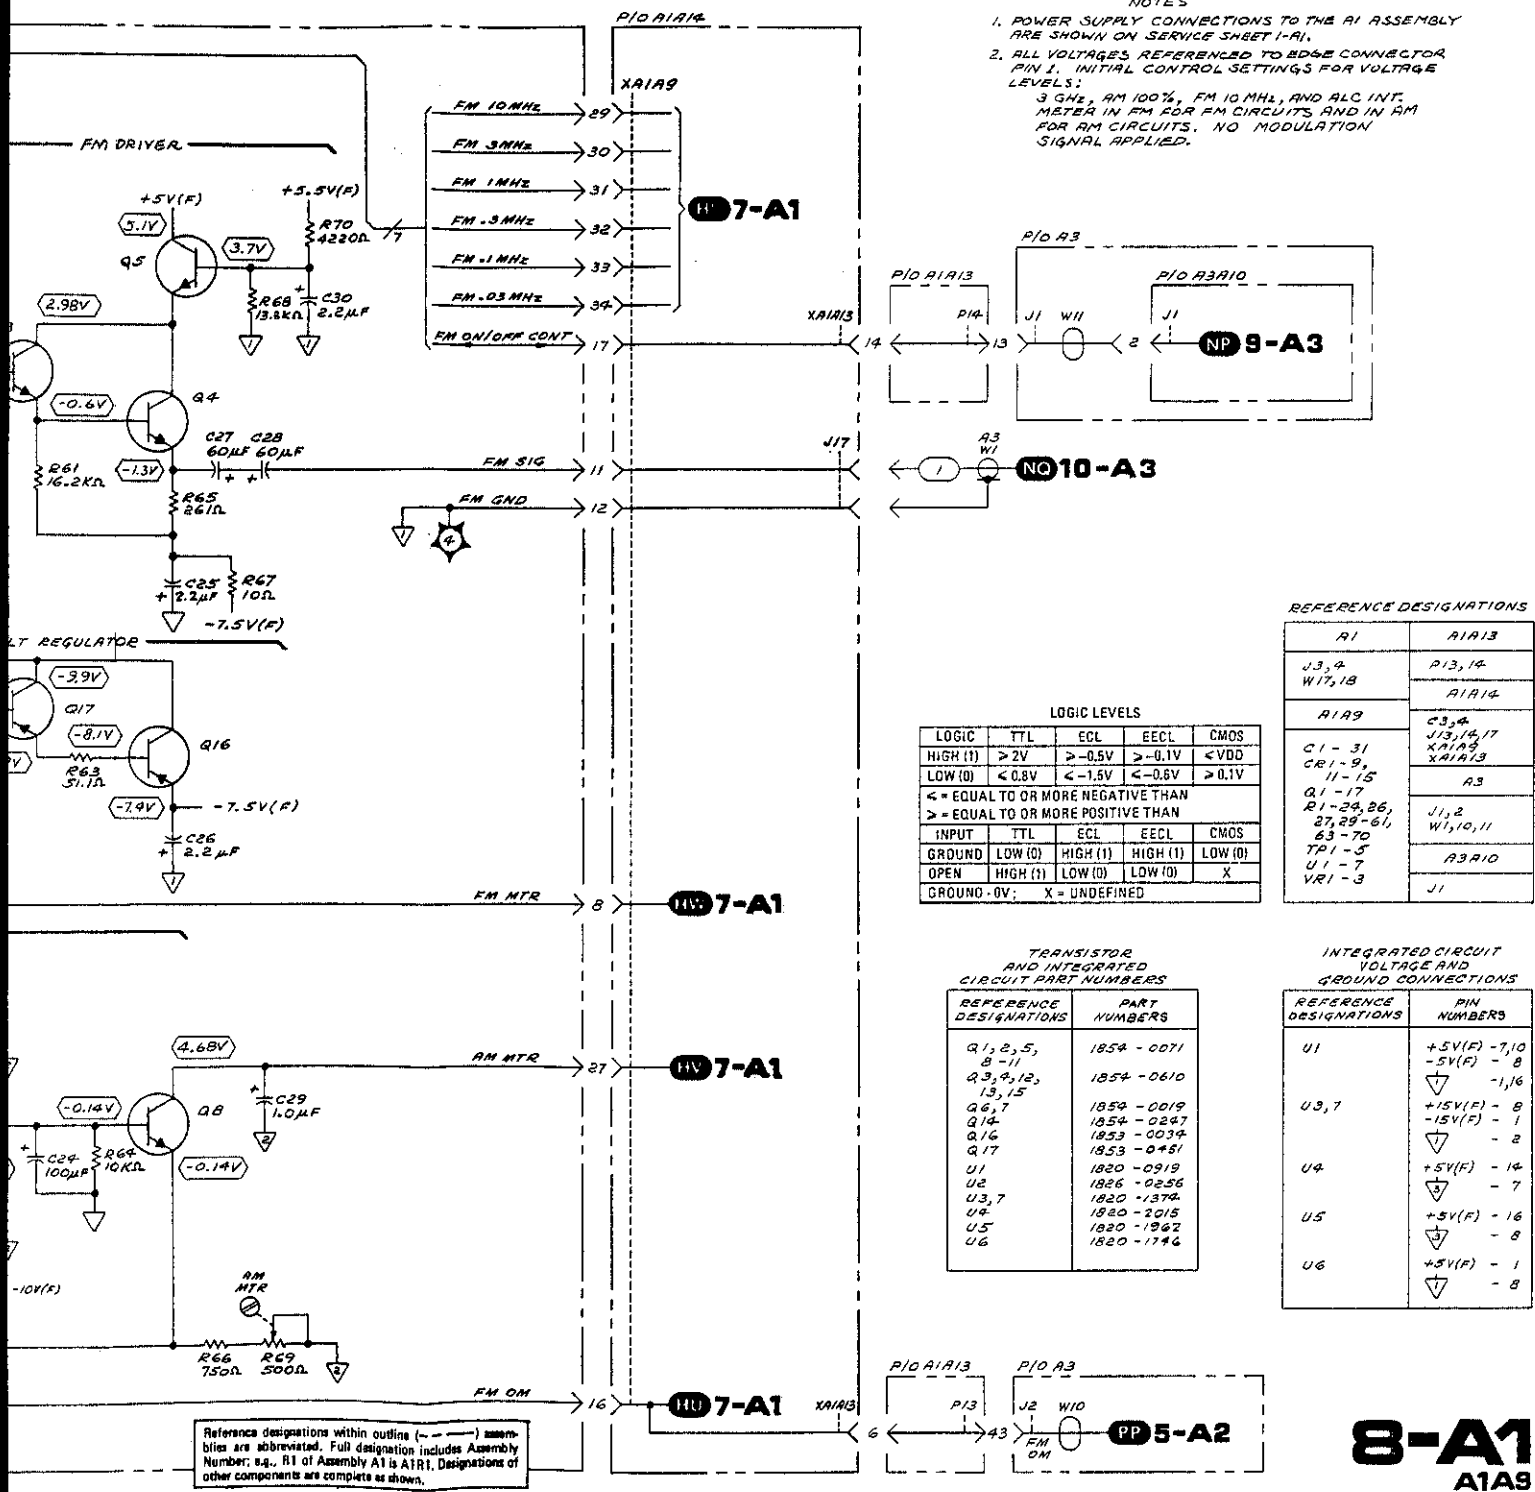 NOTES
1. POWER SUPPLY CONNECTIONS TO THE A1 ASSEMBLY
ARE SHOWN ON SERVICE SHEET 1-A1.
2. ALL VOLTAGES REFERENCED TO EDGE CONNECTOR
PIN 1. INITIAL CONTROL SETTINGS FOR VOLTAGE
LEVELS:
3 GHz, AM 100%, FM 10 MHz, AND ALC INT.
METER IN FM FOR FM CIRCUITS AND IN AM
FOR AM CIRCUITS. NO MODULATION
SIGNAL APPLIED.
P/O A1A14
XA1A9
FM 10MHz 29
FM 3MHz 30
FM 1MHz 31
FM .3MHz 32
FM .1MHz 33
FM .03MHz 34
FM ON/OFF CONT 17
7
7-A1
FM DRIVER
+5V(F)
5.1V
Q5
3.7V
+5.5V(F)
R70
4220Ω
R68
13.3KΩ
C30
2.2µF
+
1
1
2.98V
3
-0.6V
Q4
R61
16.2KΩ
-1.3V
C27 C28
60µF 60µF
+ +
R65
261Ω
FM SIG 11
FM GND 12
1
4
C25
2.2µF
+
R67
10Ω
-7.5V(F)
P/O A1A13
XA1A13
14
P14
13
P/O A3
J1 W11
2
P/O A3A10
J1
NP 9-A3
J17
1
A3
W1
NQ 10-A3
LT REGULATOR
-9.9V
Q17
-8.1V
V
R63
51.1Ω
Q16
-7.4V
-7.5V(F)
C26
2.2µF
+
1
FM MTR 8
HW 7-A1
4.68V
AM MTR 27
HV 7-A1
C29
1.0µF
+
2
-0.14V
Q8
C24
100µF
+
R64
10KΩ
-0.14V
-10V(F)
AM
MTR
R66
750Ω
R69
500Ω
2
FM OM 16
HU 7-A1
XA1A13
6
P/O A1A13
P13
43
P/O A3
J2 W10
FM
OM
PP 5-A2
LOGIC LEVELS
LOGIC TTL ECL EECL CMOS
HIGH (1) >2V >-0.5V >-0.1V <VDD
LOW (0) <0.8V <-1.5V <-0.6V >0.1V
< = EQUAL TO OR MORE NEGATIVE THAN
> = EQUAL TO OR MORE POSITIVE THAN
INPUT TTL ECL EECL CMOS
GROUND LOW (0) HIGH (1) HIGH (1) LOW (0)
OPEN HIGH (1) LOW (0) LOW (0) X
GROUND - 0V; X = UNDEFINED
REFERENCE DESIGNATIONS
A1
J3,4
W17,18
A1A9
C1 - 31
CR1 - 9,
11 - 15
Q1 - 17
R1 - 24, 26,
27, 29 - 61,
63 - 70
TP1 - 5
U1 - 7
VR1 - 3
A1A13
P13, 14
A1A14
C3,4
J13,14,17
XA1A9
XA1A13
A3
J1,2
W1,10,11
A3A10
J1
TRANSISTOR
AND INTEGRATED
CIRCUIT PART NUMBERS
REFERENCE DESIGNATIONS PART NUMBERS
Q1, 2, 5,
8 - 11 1854 - 0071
Q3, 4, 12,
13, 15 1854 - 0610
Q6, 7 1854 - 0019
Q14 1854 - 0247
Q16 1853 - 0034
Q17 1853 - 0451
U1 1820 - 0919
U2 1826 - 0256
U3, 7 1820 - 1374
U4 1820 - 2015
U5 1820 - 1962
U6 1820 - 1746
INTEGRATED CIRCUIT
VOLTAGE AND
GROUND CONNECTIONS
REFERENCE DESIGNATIONS PIN NUMBERS
U1 +5V(F) - 7,10
-5V(F) - 8
1 - 1,16
U3, 7 +15V(F) - 8
-15V(F) - 1
1 - 2
U4 +5V(F) - 14
3 - 7
U5 +5V(F) - 16
3 - 8
U6 +5V(F) - 1
1 - 8
Reference designations within outline (-- - ---) assem-
blies are abbreviated. Full designation includes Assembly
Number; e.g., R1 of Assembly A1 is A1R1. Designations of
other components are complete as shown.
8-A1
A1A9